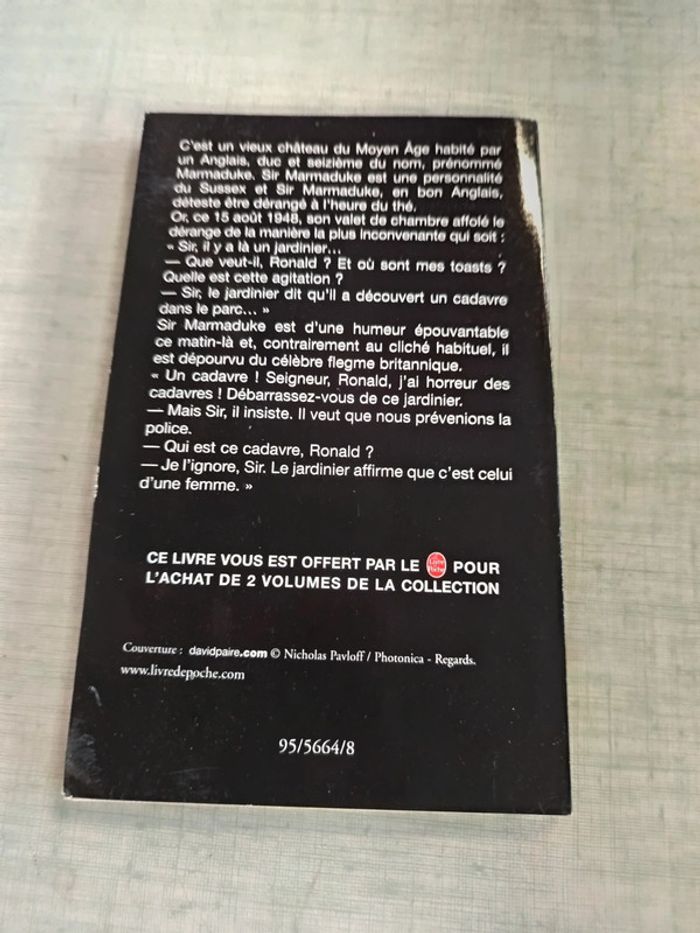 C'est un vieux château du Moyen Âge habité par
un Anglais, duc et seizième du nom, prénommé
Marmaduke. Sir Marmaduke est une personnalité
du Sussex et Sir Marmaduke, en bon Anglais,
déteste être dérangé à l'heure du thé.
Or, ce 15 août 1948, son valet de chambre affolé le
dérange de la manière la plus inconvenante qui soit :
« Sir, il y a là un jardinier...
— Que veut-il, Ronald ? Et où sont mes toasts ?
Quelle est cette agitation ?
— Sir, le jardinier dit qu'il a découvert un cadavre
dans le parc... »
Sir Marmaduke est d'une humeur épouvantable
ce matin-là et, contrairement au cliché habituel, il
est dépourvu du célèbre flegme britannique.
« Un cadavre ! Seigneur, Ronald, j'ai horreur des
cadavres ! Débarrassez-vous de ce jardinier.
— Mais Sir, il insiste. Il veut que nous prévenions la
police.
— Qui est ce cadavre, Ronald ?
— Je l'ignore, Sir. Le jardinier affirme que c'est celui
d'une femme. »
CE LIVRE VOUS EST OFFERT PAR LE Le Livre de Poche POUR
L'ACHAT DE 2 VOLUMES DE LA COLLECTION
Couverture : davidpaire.com © Nicholas Pavloff / Photonica - Regards.
www.livredepoche.com
95/5664/8